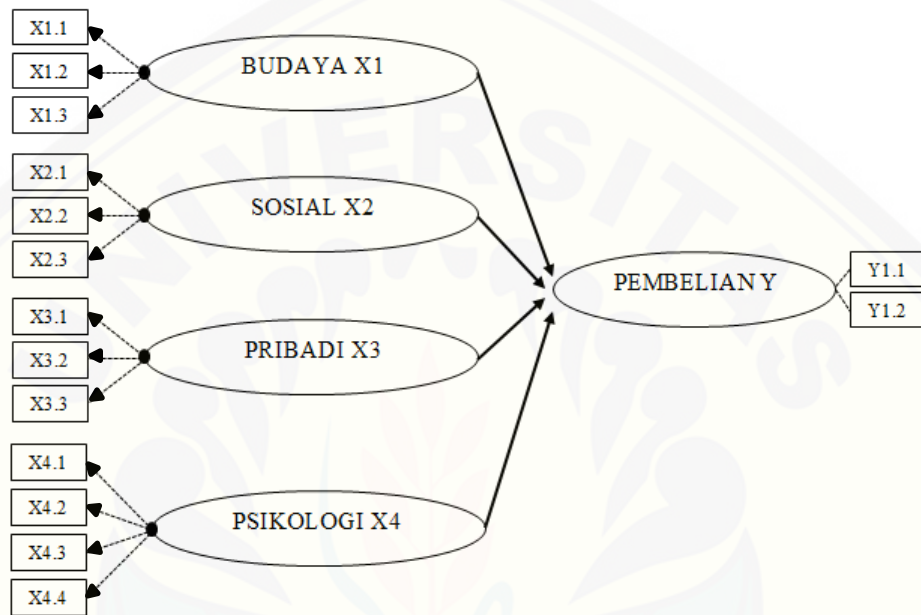 X1.1
X1.2
X1.3
BUDAYA X1
X2.1
X2.2
X2.3
SOSIAL X2
X3.1
X3.2
X3.3
PRIBADI X3
X4.1
X4.2
X4.3
X4.4
PSIKOLOGI X4
PEMBELIAN Y
Y1.1
Y1.2
UNIVERSITAS